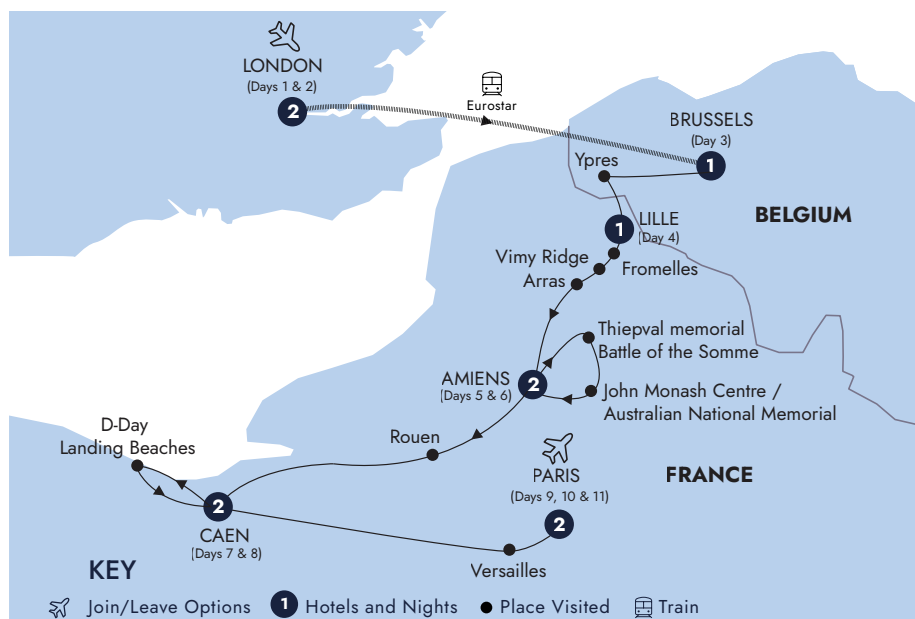 LONDON
(Days 1 & 2)
2
Eurostar
BRUSSELS
(Day 3)
1
Ypres
BELGIUM
LILLE
1
(Day 4)
Vimy Ridge
Fromelles
Arras
Thiepval memorial
Battle of the Somme
AMIENS
(Days 5 & 6)
2
John Monash Centre /
Australian National Memorial
D-Day
Landing Beaches
Rouen
PARIS
(Days 9, 10 & 11)
2
FRANCE
2
CAEN
(Days 7 & 8)
Versailles
KEY
Join/Leave Options
1 Hotels and Nights
Place Visited
Train